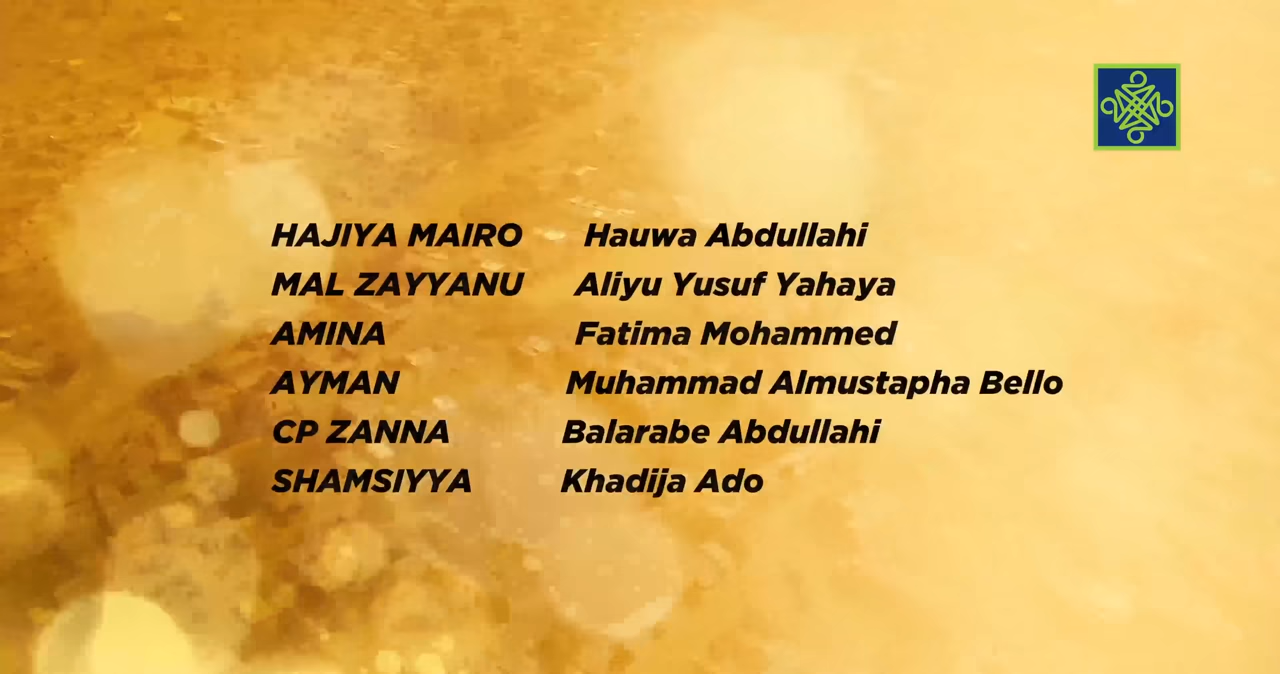 HAJIYA MAIRO Hauwa Abdullahi
MAL ZAYYANU Aliyu Yusuf Yahaya
AMINA Fatima Mohammed
AYMAN Muhammad Almustapha Bello
CP ZANNA Balarabe Abdullahi
SHAMSIYYA Khadija Ado